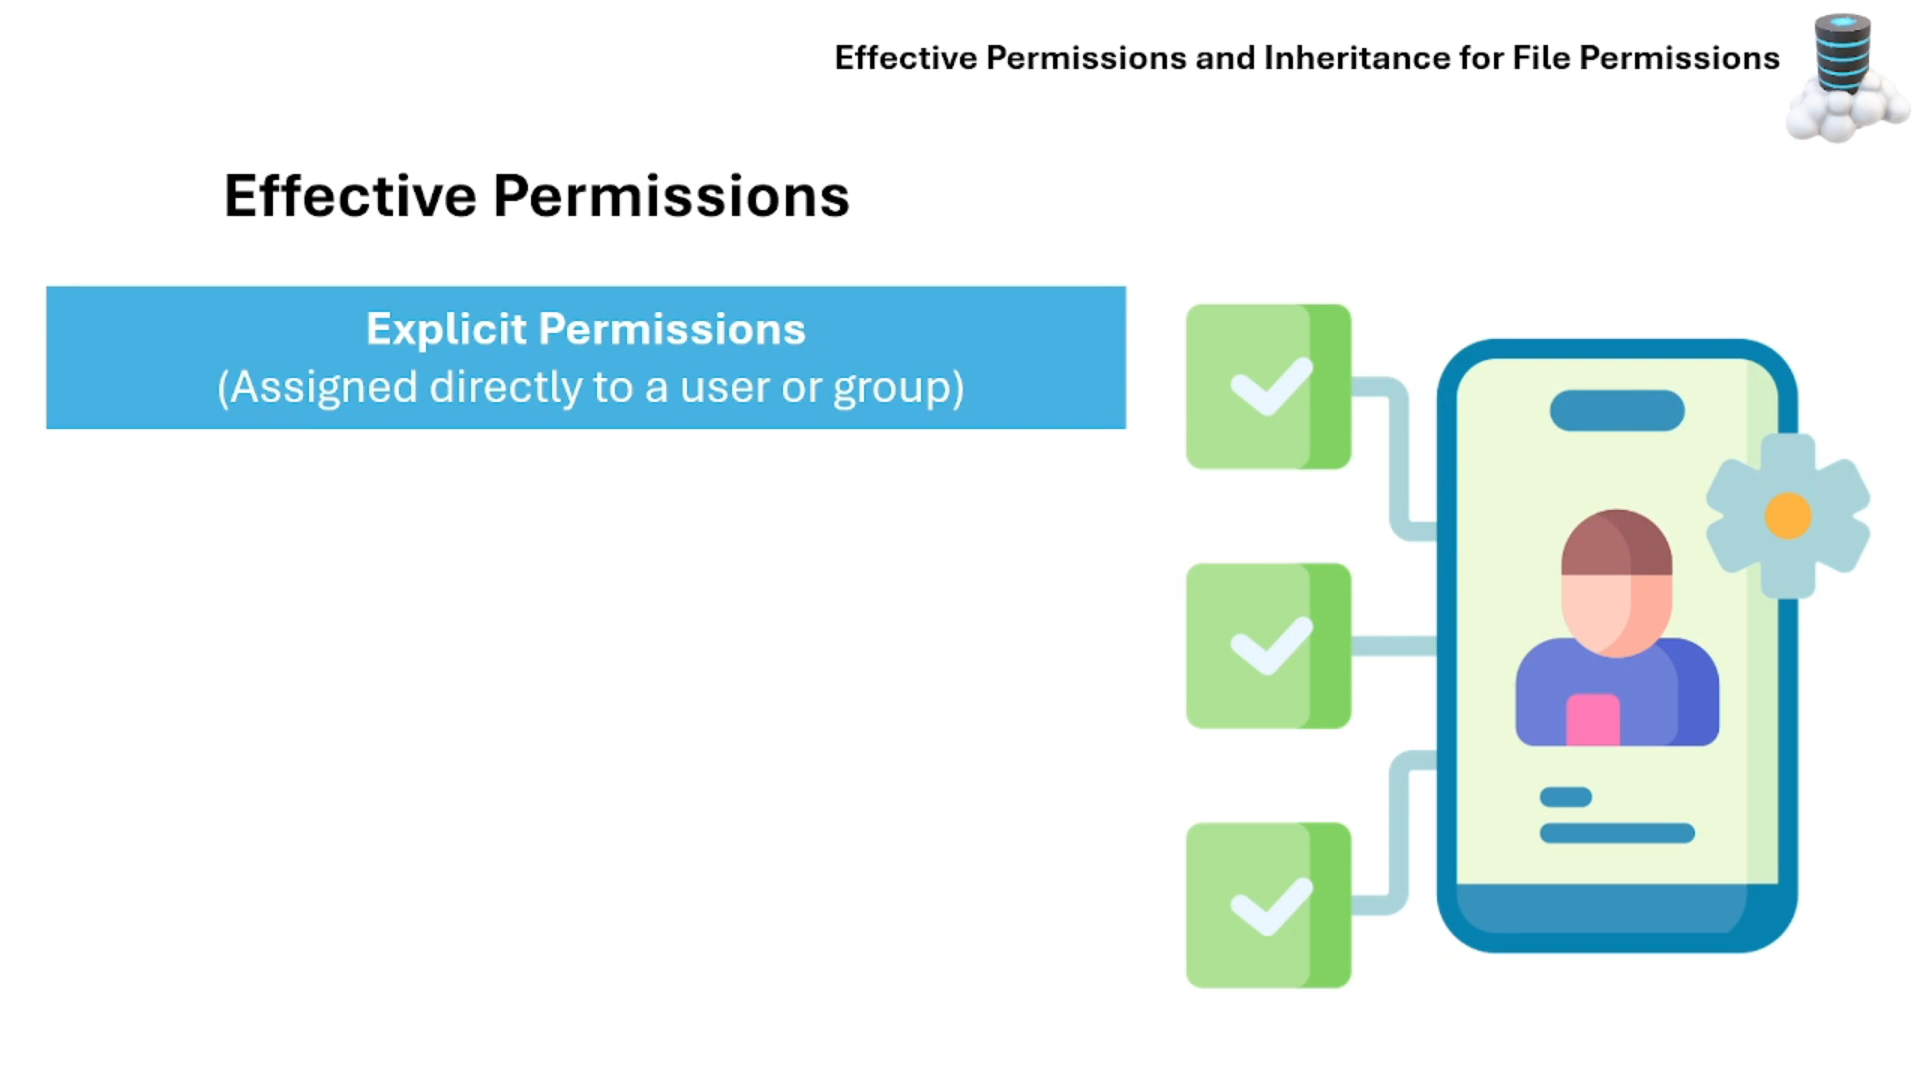 Effective Permissions and Inheritance for File Permissions
Effective Permissions
Explicit Permissions
(Assigned directly to a user or group)